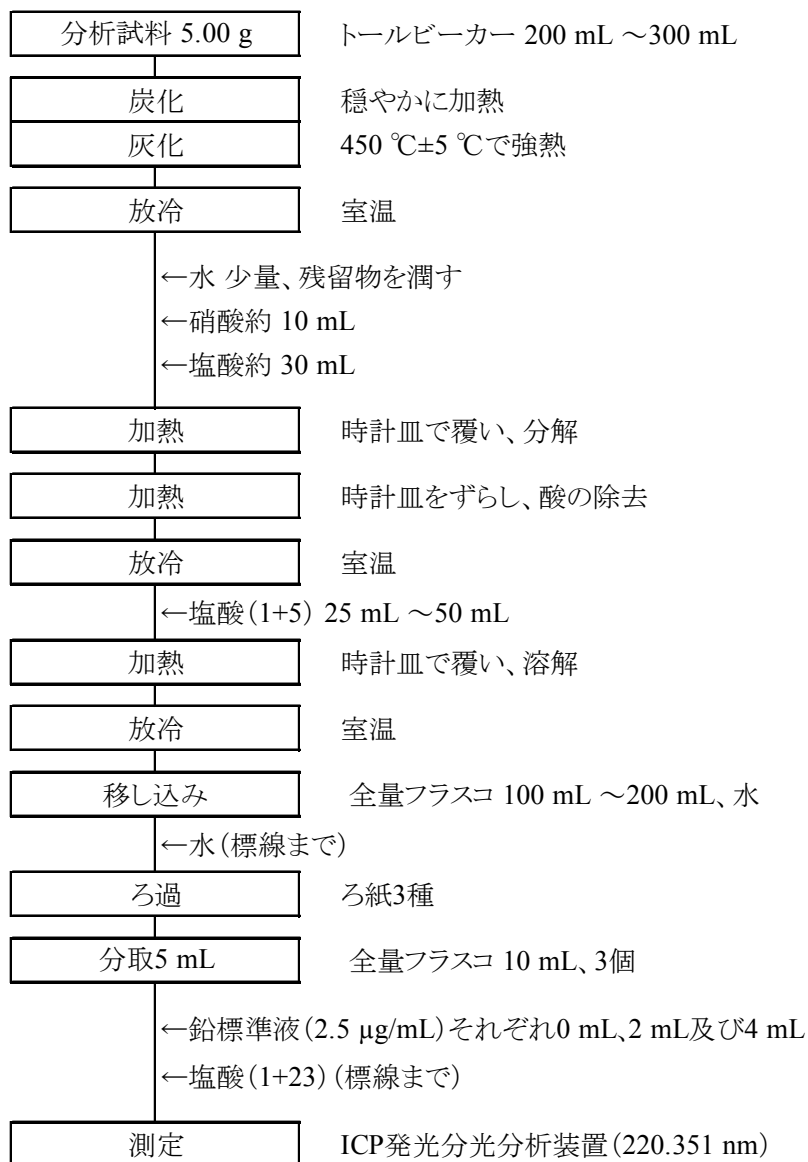 分析試料 5.00 g トールビーカー 200 mL ～300 mL
炭化 穏やかに加熱
灰化 450 ℃±5 ℃で強熱
放冷 室温
←水 少量、残留物を潤す
←硝酸約 10 mL
←塩酸約 30 mL
加熱 時計皿で覆い、分解
加熱 時計皿をずらし、酸の除去
放冷 室温
←塩酸（1+5） 25 mL ～50 mL
加熱 時計皿で覆い、溶解
放冷 室温
移し込み 全量フラスコ 100 mL ～200 mL、水
←水（標線まで）
ろ過 ろ紙3種
分取5 mL 全量フラスコ 10 mL、3個
←鉛標準液（2.5 µg/mL）それぞれ0 mL、2 mL及び4 mL
←塩酸（1+23）（標線まで）
測定 ICP発光分光分析装置（220.351 nm）